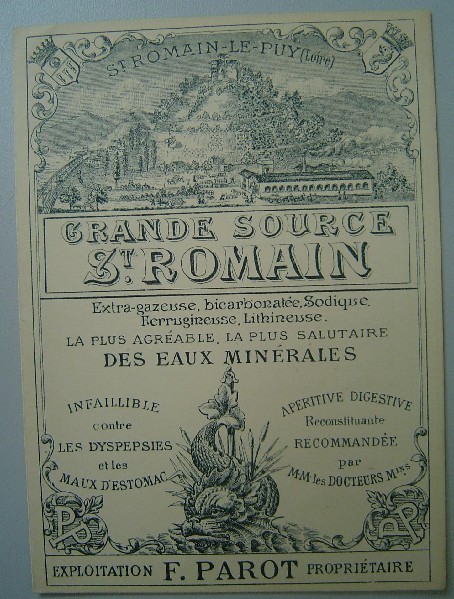 ST ROMAIN-LE-PUY (Loire)
GRANDE SOURCE
ST. ROMAIN
Extra-gazeuse, bicarbonatée, Sodique,
Ferrugineuse, Lithineuse.
LA PLUS AGRÉABLE, LA PLUS SALUTAIRE
DES EAUX MINÉRALES
INFAILLIBLE
contre
LES DYSPEPSIES
et les
MAUX D'ESTOMAC
APERITIVE DIGESTIVE
Reconstituante
RECOMMANDÉE
par
MM les DOCTEURS Mins
EXPLOITATION F. PAROT PROPRIÉTAIRE